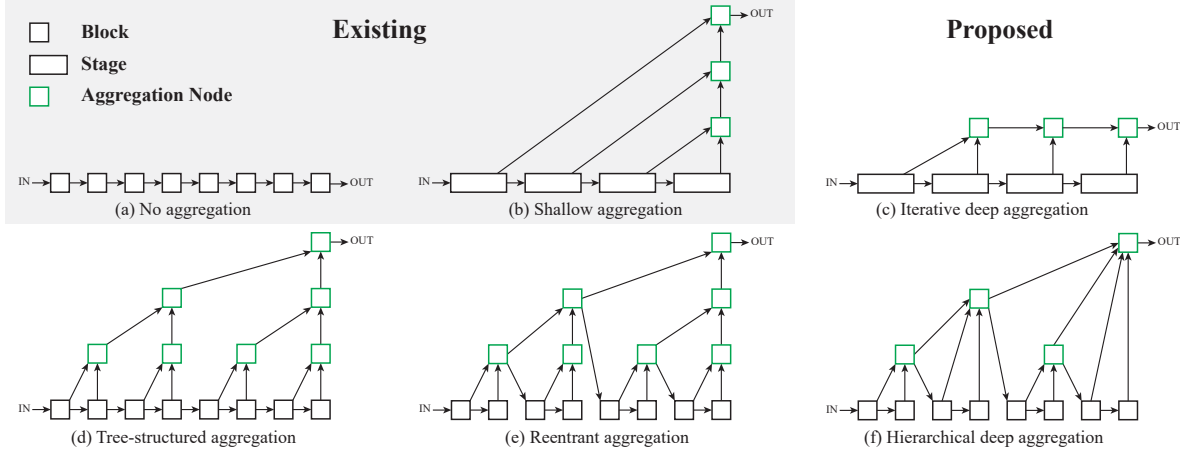 Existing
Proposed
Block
Stage
Aggregation Node
OUT
IN
OUT
(a) No aggregation
IN
(b) Shallow aggregation
OUT
IN
(c) Iterative deep aggregation
OUT
IN
(d) Tree-structured aggregation
OUT
IN
(e) Reentrant aggregation
OUT
IN
(f) Hierarchical deep aggregation